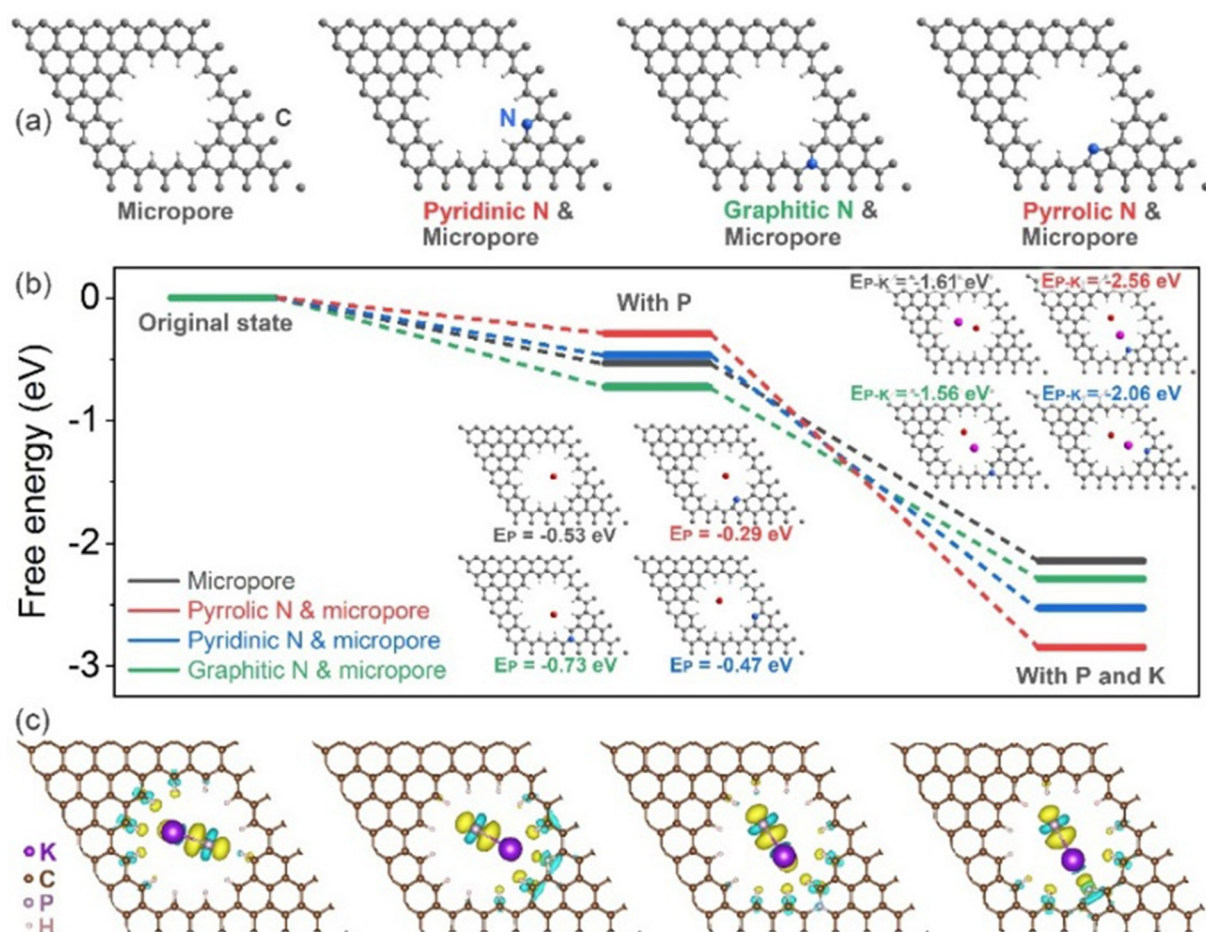 (a)
C
N
Micropore
Pyridinic N &
Micropore
Graphitic N &
Micropore
Pyrrolic N &
Micropore
(b)
Free energy (eV)
0
-1
-2
-3
Original state
With P
With P and K
EP-K = -1.61 eV
EP-K = -2.56 eV
EP-K = -1.56 eV
EP-K = -2.06 eV
EP = -0.53 eV
EP = -0.29 eV
EP = -0.73 eV
EP = -0.47 eV
Micropore
Pyrrolic N & micropore
Pyridinic N & micropore
Graphitic N & micropore
(c)
K
C
P
H